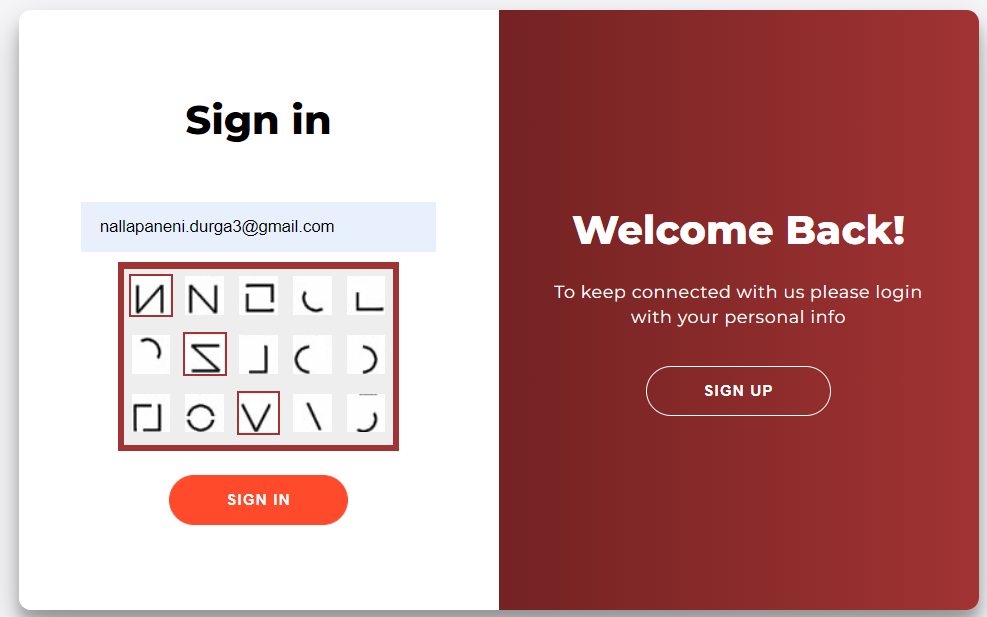 Sign in
nallapaneni.durga3@gmail.com
SIGN IN
Welcome Back!
To keep connected with us please login
with your personal info
SIGN UP